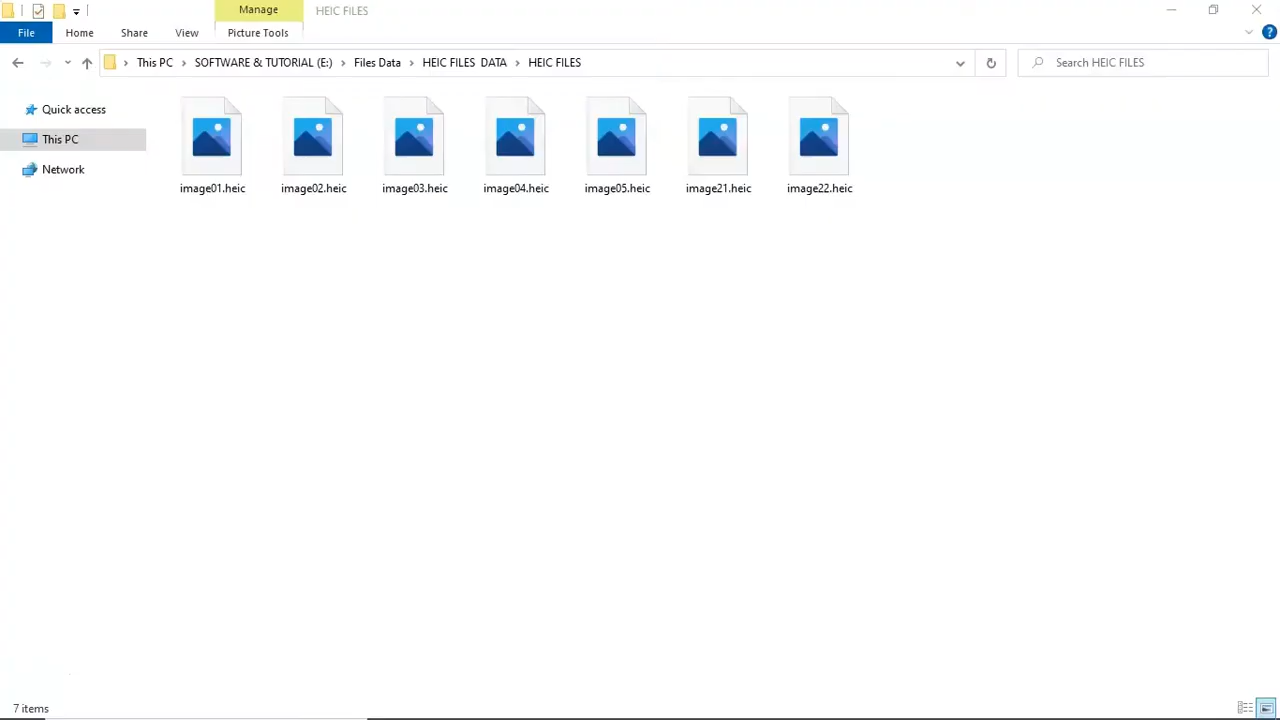 Manage HEIC FILES
File Home Share View Picture Tools
This PC SOFTWARE & TUTORIAL (E:) Files Data HEIC FILES DATA HEIC FILES Search HEIC FILES
Quick access
This PC
Network
image01.heic image02.heic image03.heic image04.heic image05.heic image21.heic image22.heic
7 items